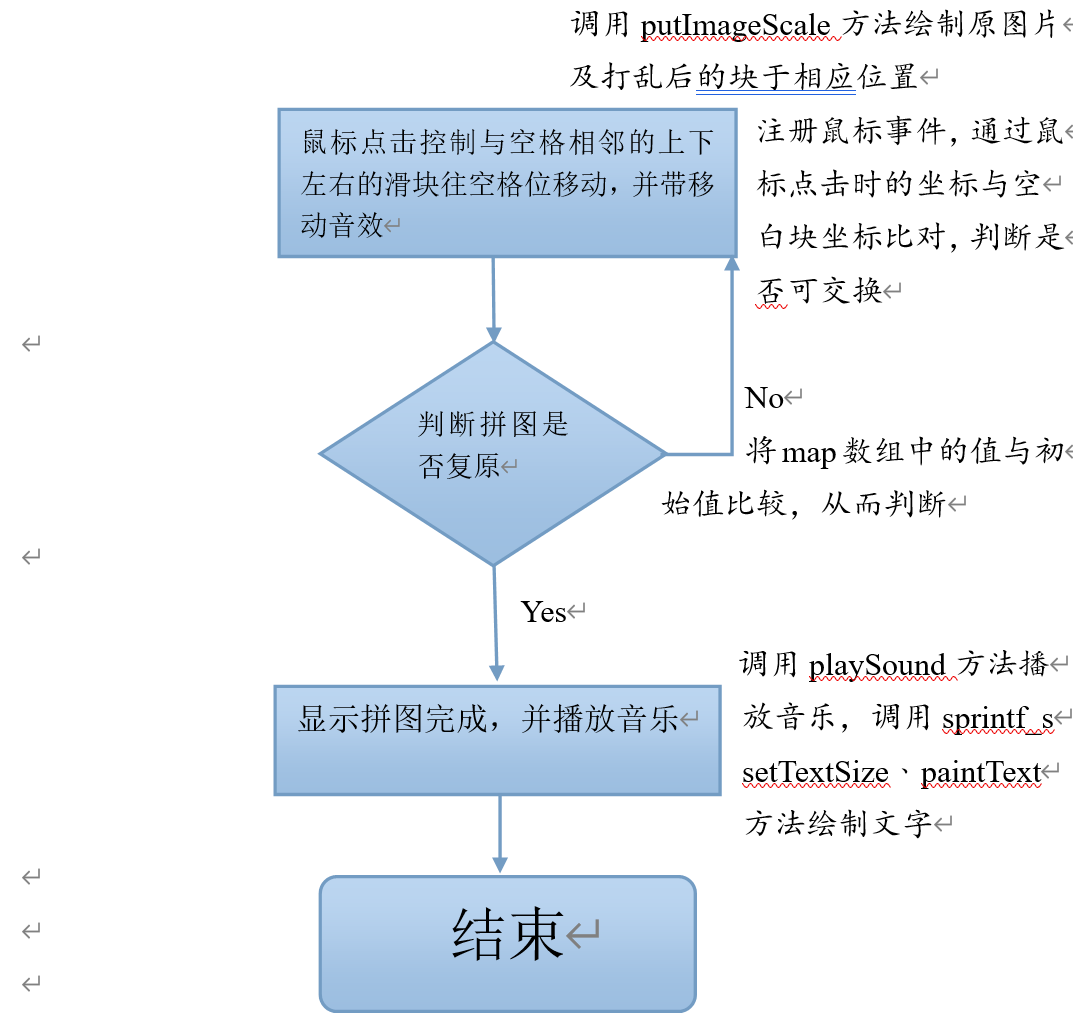 调用 putImageScale 方法绘制原图片
及打乱后的块于相应位置
鼠标点击控制与空格相邻的上下
左右的滑块往空格位移动，并带移
动音效
注册鼠标事件，通过鼠
标点击时的坐标与空
白块坐标比对，判断是
否可交换
判断拼图是
否复原
No
将 map 数组中的值与初
始值比较，从而判断
Yes
显示拼图完成，并播放音乐
调用 playSound 方法播
放音乐，调用 sprintf_s
setTextSize、paintText
方法绘制文字
结束